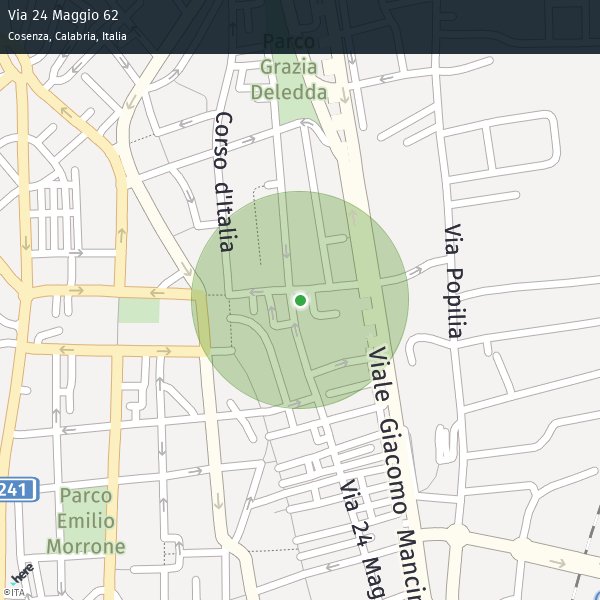 Via 24 Maggio 62
Cosenza, Calabria, Italia
Parco
Grazia
Deledda
Corso d'Italia
Via Popilia
Viale Giacomo Mancin
Via 24 Mag
241
Parco
Emilio
Morrone
here
©ITA